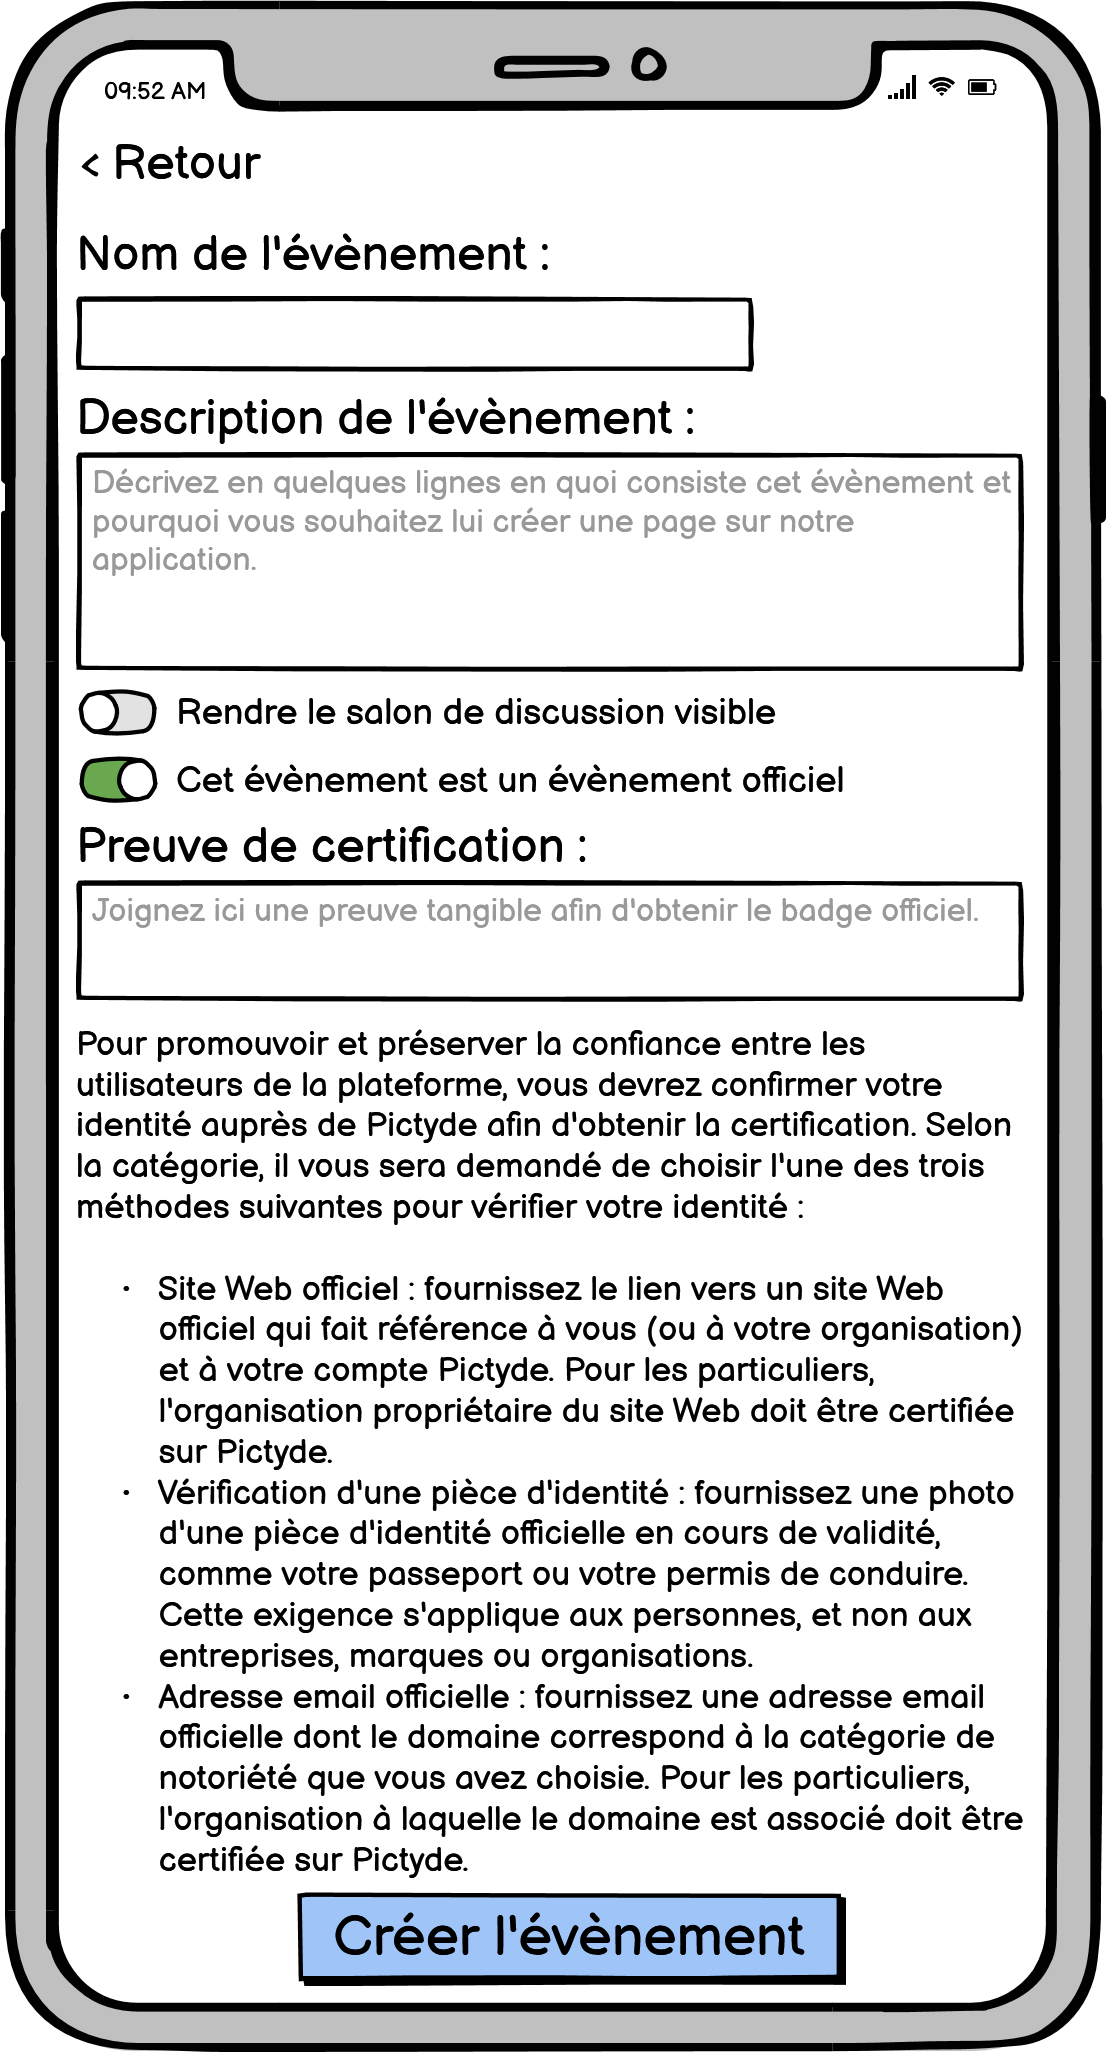 09:52 AM
< Retour
Nom de l'évènement :
Description de l'évènement :
Décrivez en quelques lignes en quoi consiste cet évènement et
pourquoi vous souhaitez lui créer une page sur notre
application.
Rendre le salon de discussion visible
Cet évènement est un évènement officiel
Preuve de certification :
Joignez ici une preuve tangible afin d'obtenir le badge officiel.
Pour promouvoir et préserver la confiance entre les
utilisateurs de la plateforme, vous devrez confirmer votre
identité auprès de Pictyde afin d'obtenir la certification. Selon
la catégorie, il vous sera demandé de choisir l'une des trois
méthodes suivantes pour vérifier votre identité :
• Site Web officiel : fournissez le lien vers un site Web
officiel qui fait référence à vous (ou à votre organisation)
et à votre compte Pictyde. Pour les particuliers,
l'organisation propriétaire du site Web doit être certifiée
sur Pictyde.
• Vérification d'une pièce d'identité : fournissez une photo
d'une pièce d'identité officielle en cours de validité,
comme votre passeport ou votre permis de conduire.
Cette exigence s'applique aux personnes, et non aux
entreprises, marques ou organisations.
• Adresse email officielle : fournissez une adresse email
officielle dont le domaine correspond à la catégorie de
notoriété que vous avez choisie. Pour les particuliers,
l'organisation à laquelle le domaine est associé doit être
certifiée sur Pictyde.
Créer l'évènement